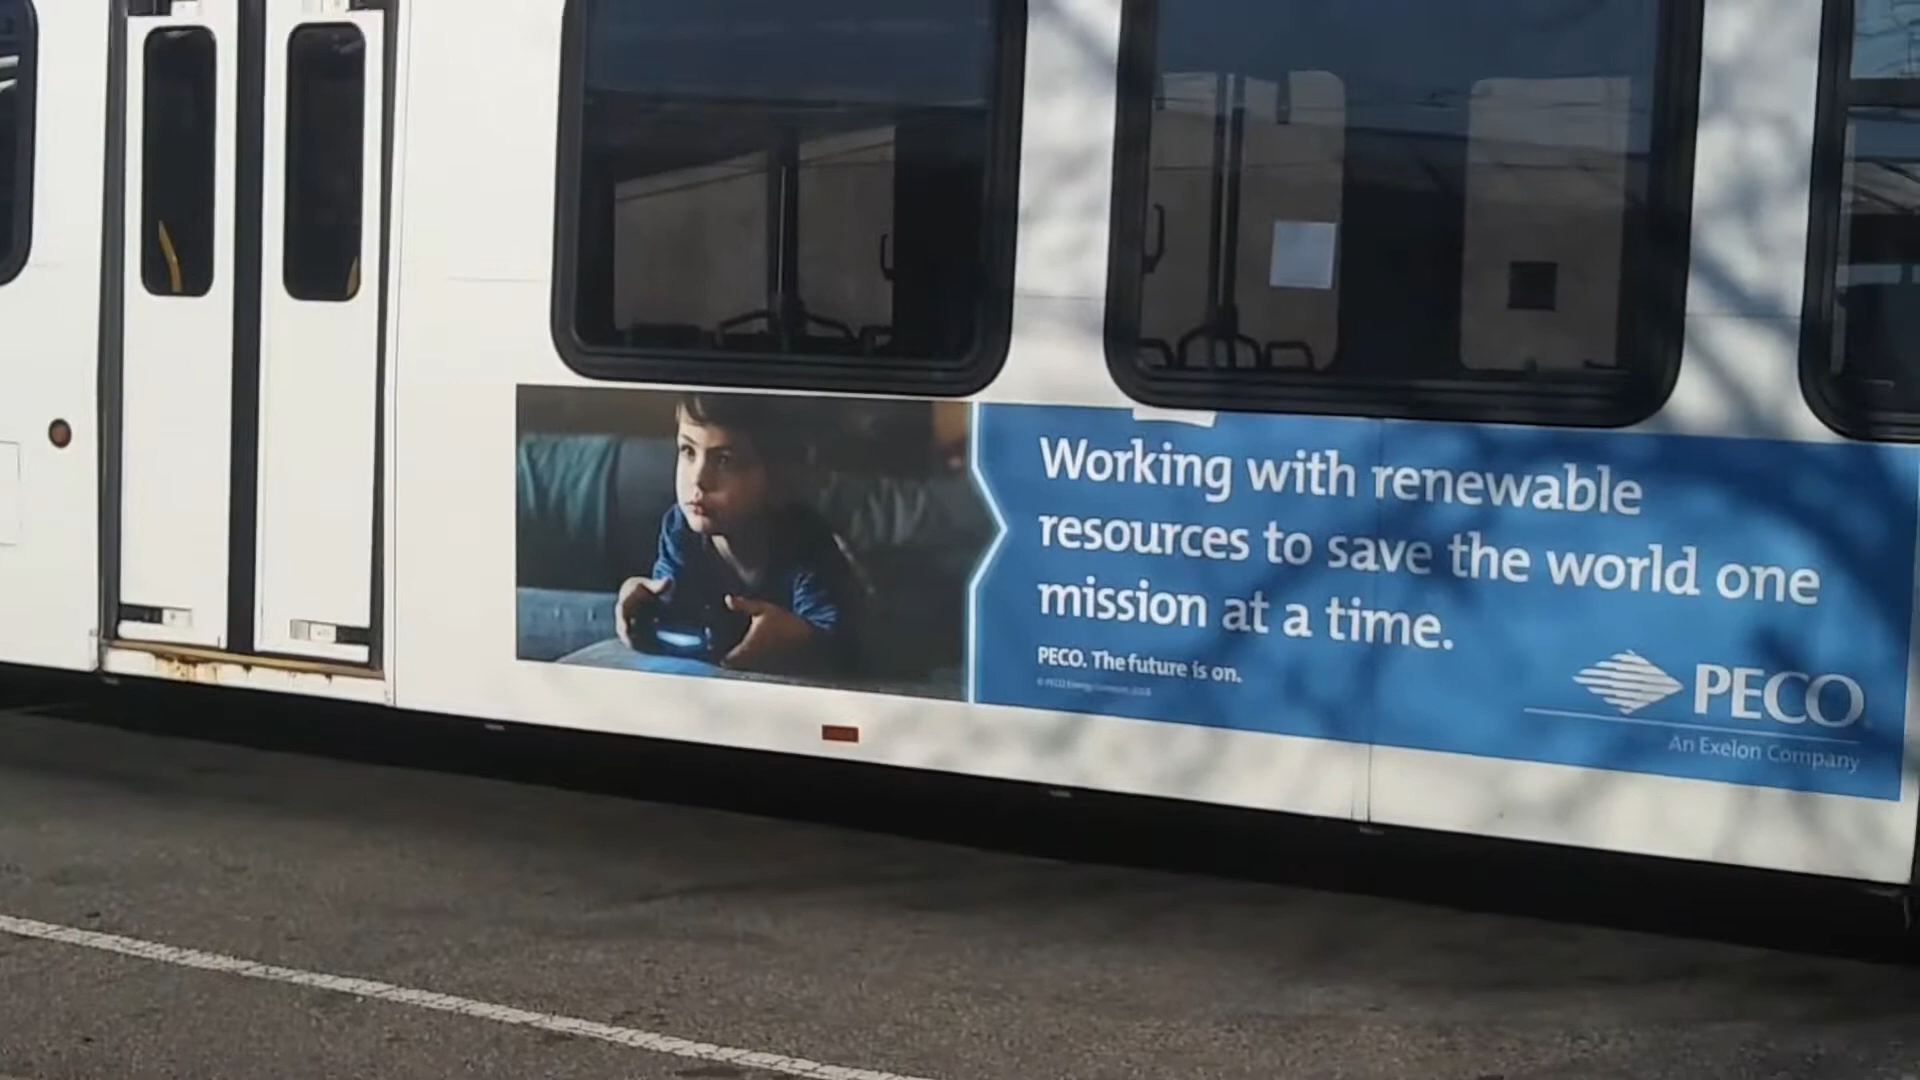 Working with renewable
resources to save the world one
mission at a time.
PECO. The future is on.
PECO
An Exelon Company